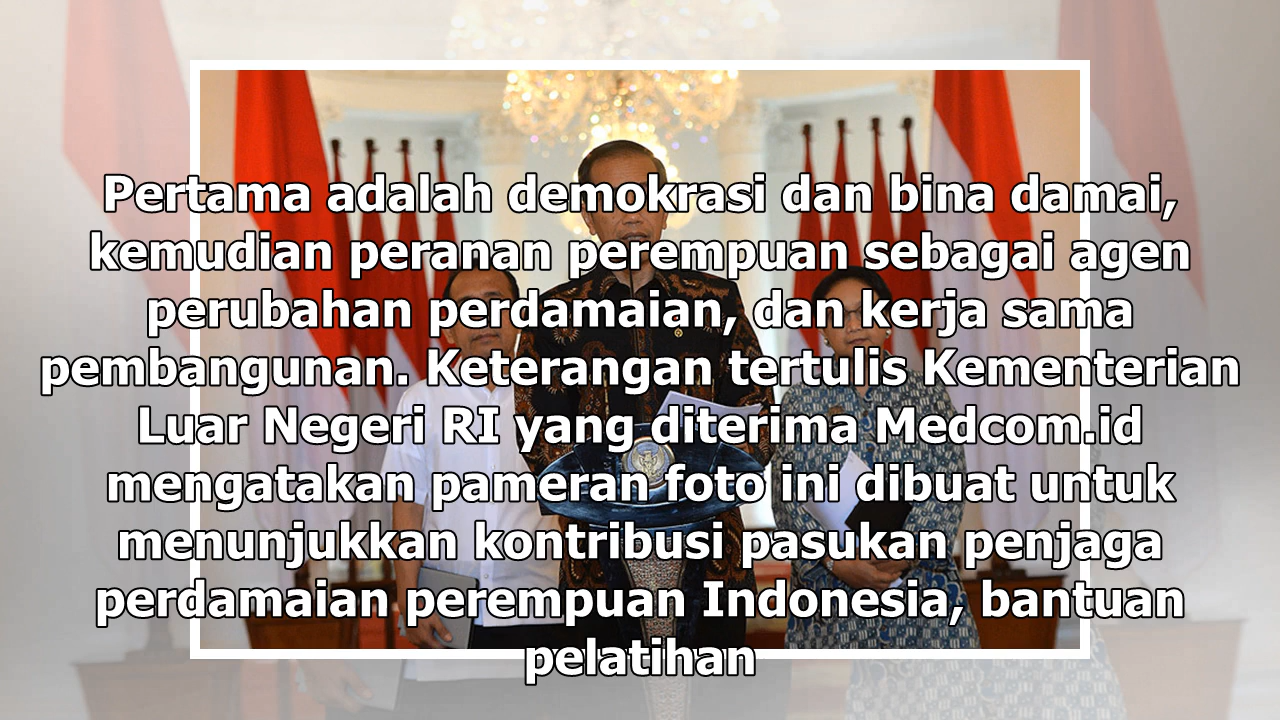 Pertama adalah demokrasi dan bina damai,
kemudian peranan perempuan sebagai agen
perubahan perdamaian, dan kerja sama
pembangunan. Keterangan tertulis Kementerian
Luar Negeri RI yang diterima Medcom.id
mengatakan pameran foto ini dibuat untuk
menunjukkan kontribusi pasukan penjaga
perdamaian perempuan Indonesia, bantuan
pelatihan